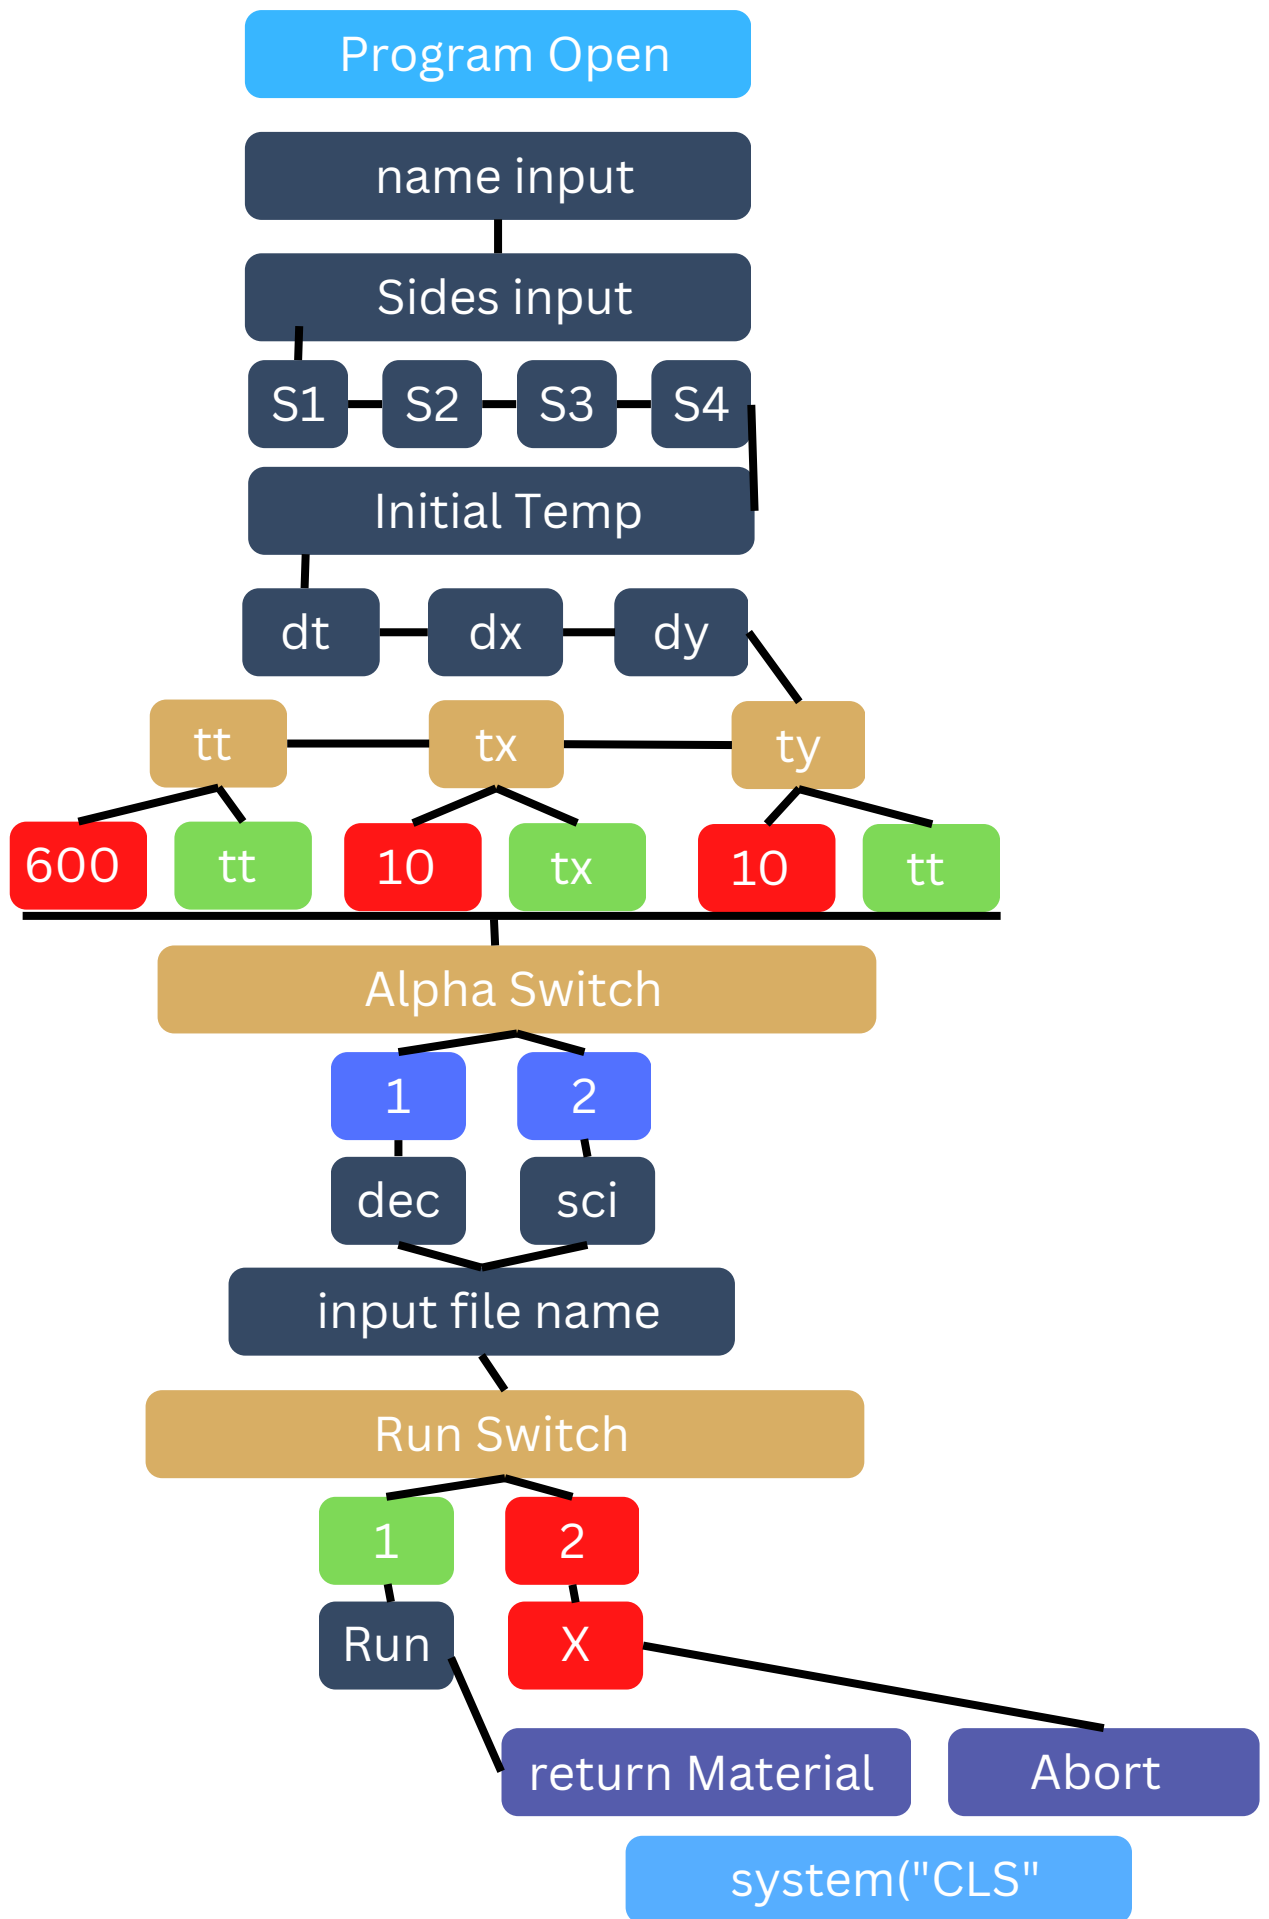 Program Open
name input
Sides input
S1 S2 S3 S4
Initial Temp
dt dx dy
tt tx ty
600 tt 10 tx 10 tt
Alpha Switch
1 2
dec sci
input file name
Run Switch
1 2
Run X
return Material Abort
system("CLS"